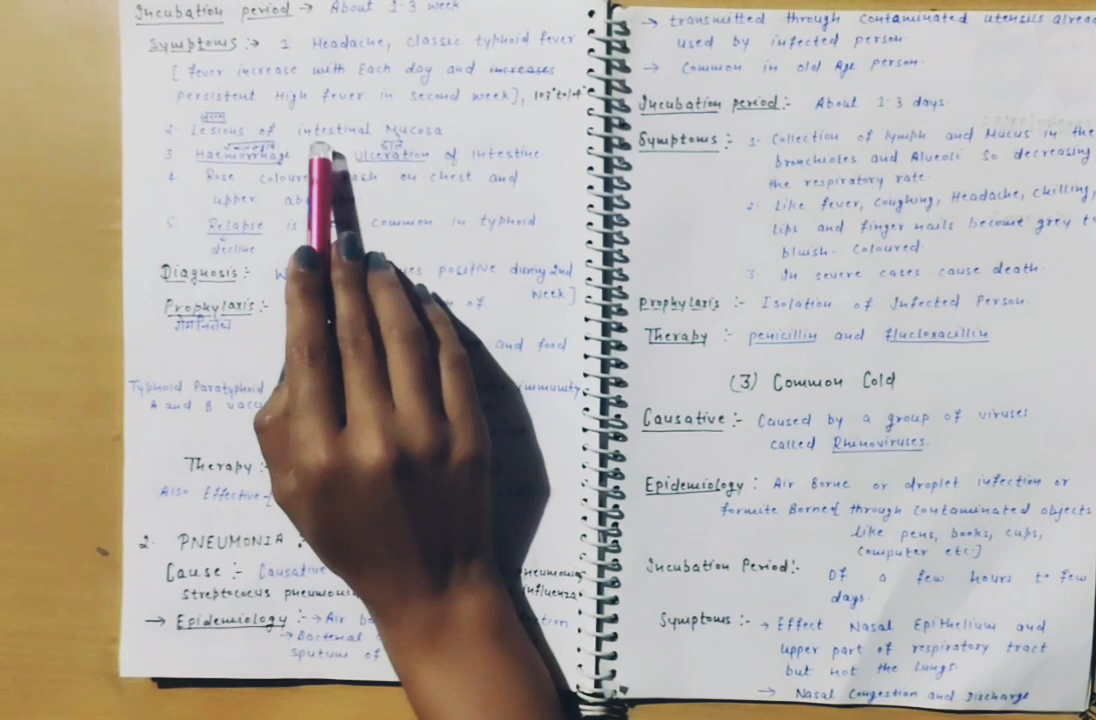 Incubation period → About 1-3 week
Symptoms :→ 1 Headache, classic typhoid fever
[ fever increase with Each day and increases
persistent High fever in second week], 103° to 104°
2. Lesions of intestinal Mucosa
3 Haemorrhage Ulceration of intestine
4 Rose coloured rash on chest and
upper
5. Relapse is common in typhoid
decline
Diagnosis :- positive during 2nd
week]
Prophylaxis :- of
रोगनिरोध
and food
Typhoid Paratyphoid immunity
A and B
Therapy :-
Also Effective -
2. PNEUMONIA :
Cause :- Causative pneumonia
streptococus influenza
→ Epidemiology :- → Air
→ Bacterial
sputum of
→ transmitted through contaminated utensils
used by infected person.
→ Common in old Age person.
Incubation period :- About 1-3 days.
Symptoms :- 1. Collection of lymph and Mucus in the
bronchioles and Alveoli so decreasing
the respiratory rate.
2. Like fever, Coughing, Headache, chilling,
Lips and finger nails become grey to
bluish coloured.
3 In severe cases cause death.
prophylaxis :- Isolation of Infected Person.
Therapy :- penicillin and flucloxacillin
(3) Common Cold
Causative :- Caused by a group of viruses
called Rhinoviruses.
Epidemiology : Air Borne or droplet infection or
formite Borne[ through contaminated objects
Like pens, books, cups,
Computer etc.]
Incubation Period :-
Of a few hours to few
days.
Symptoms :- → Effect Nasal Epithelium and
upper part of respiratory tract
but not the Lungs.
→ Nasal Congestion and Discharge